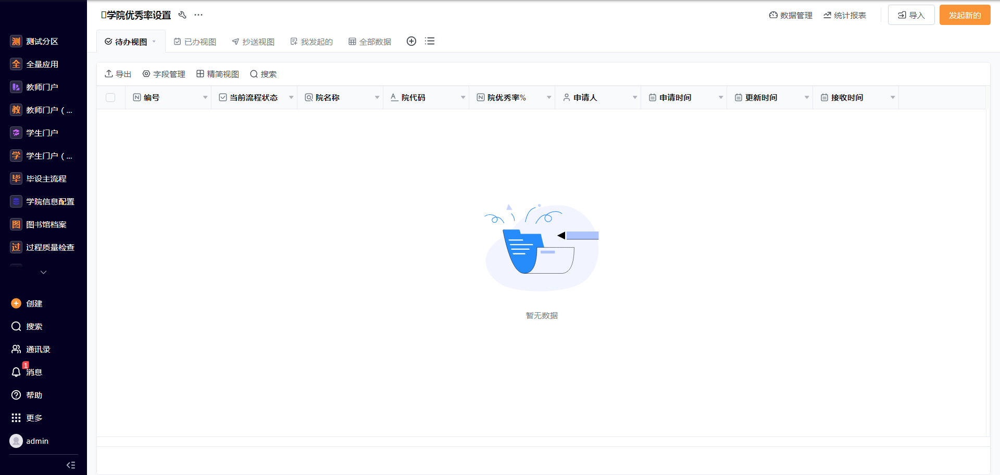 学院优秀率设置
数据管理 统计报表 导入 发起新的
测 测试分区
待办视图 已办视图 抄送视图 我发起的 全部数据
全 全量应用
导出 字段管理 精简视图 搜索
教师门户
编号 当前流程状态 院名称 院代码 院优秀率% 申请人 申请时间 更新时间 接收时间
教 教师门户（...
学生门户
学 学生门户（...
毕 毕设主流程
学院信息配置
图 图书馆档案
过 过程质量检查
创建
暂无数据
搜索
通讯录
1
消息
帮助
更多
admin